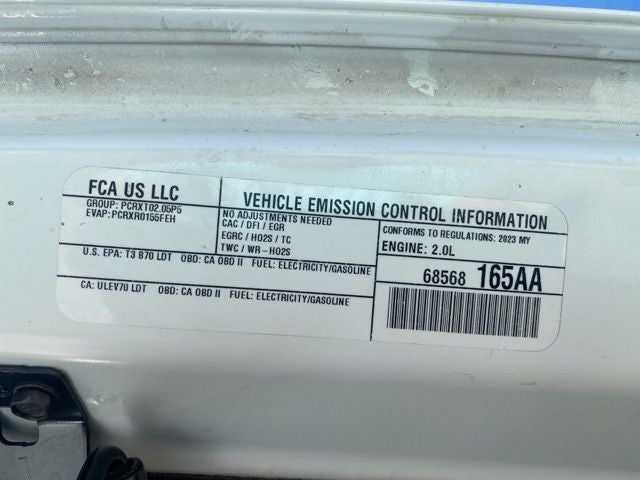 FCA US LLC
GROUP: PCRXT02.05P5
EVAP: PCRXR0155FEH
VEHICLE EMISSION CONTROL INFORMATION
NO ADJUSTMENTS NEEDED
CAC / DFI / EGR
EGRC / HO2S / TC
TWC / WR-HO2S
CONFORMS TO REGULATIONS: 2023 MY
ENGINE: 2.0L
U.S. EPA: T3 B70 LDT OBD: CA OBD II FUEL: ELECTRICITY/GASOLINE
CA: ULEV70 LDT OBD: CA OBD II FUEL: ELECTRICITY/GASOLINE
68568 165AA